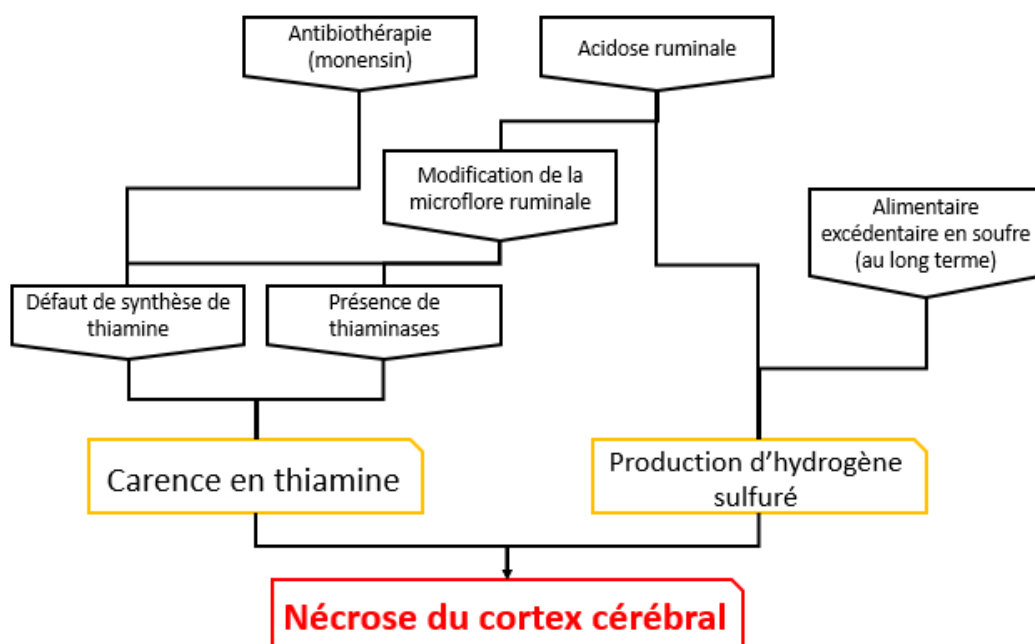 Antibiothérapie
(monensin)
Acidose ruminale
Modification de la
microflore ruminale
Alimentaire
excédentaire en soufre
(au long terme)
Défaut de synthèse de
thiamine
Présence de
thiaminases
Carence en thiamine
Production d’hydrogène
sulfuré
Nécrose du cortex cérébral